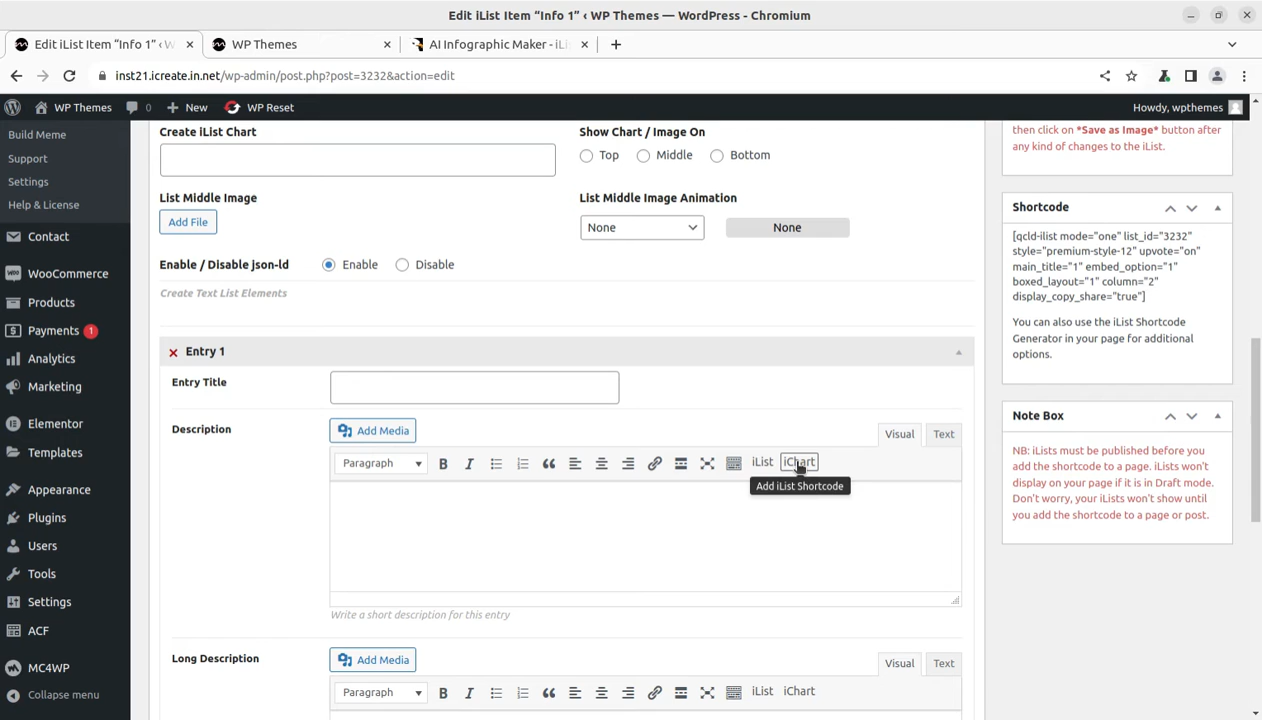 Edit iList Item “Info 1” ‹ WP Themes — WordPress - Chromium
Edit iList Item “Info 1” ‹ W
WP Themes
AI Infographic Maker - iLi
inst21.icreate.in.net/wp-admin/post.php?post=3232&action=edit
WP Themes
0
New
WP Reset
Howdy, wpthemes
Build Meme
Support
Settings
Help & License
Contact
WooCommerce
Products
Payments 1
Analytics
Marketing
Elementor
Templates
Appearance
Plugins
Users
Tools
Settings
ACF
MC4WP
Collapse menu
Create iList Chart
Show Chart / Image On
Top
Middle
Bottom
List Middle Image
Add File
List Middle Image Animation
None
None
Enable / Disable json-ld
Enable
Disable
Create Text List Elements
Entry 1
Entry Title
Description
Add Media
Visual
Text
Paragraph
iList
iChart
Add iList Shortcode
Write a short description for this entry
Long Description
Add Media
Visual
Text
Paragraph
iList
iChart
then click on *Save as Image* button after
any kind of changes to the iList.
Shortcode
[qcld-ilist mode="one" list_id="3232"
style="premium-style-12" upvote="on"
main_title="1" embed_option="1"
boxed_layout="1" column="2"
display_copy_share="true"]
You can also use the iList Shortcode
Generator in your page for additional
options.
Note Box
NB: iLists must be published before you
add the shortcode to a page. iLists won't
display on your page if it is in Draft mode.
Don't worry, your iLists won't show until
you add the shortcode to a page or post.